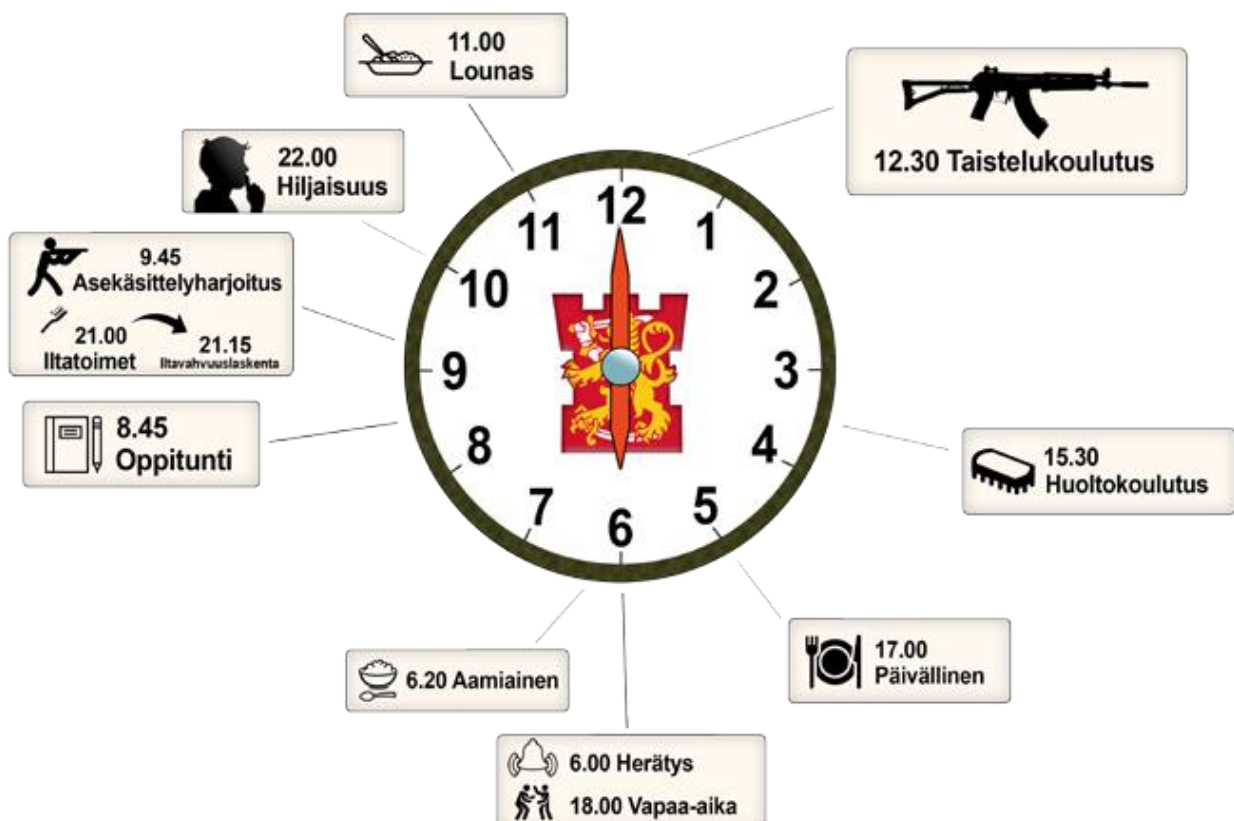 11.00
Lounas
12.30 Taistelukoulutus
22.00
Hiljaisuus
9.45
Asekäsittelyharjoitus
21.00
Iltatoimet
21.15
Iltavahvuuslaskenta
8.45
Oppitunti
12
1
2
3
4
5
6
7
8
9
10
11
15.30
Huoltokoulutus
17.00
Päivällinen
6.20 Aamiainen
6.00 Herätys
18.00 Vapaa-aika